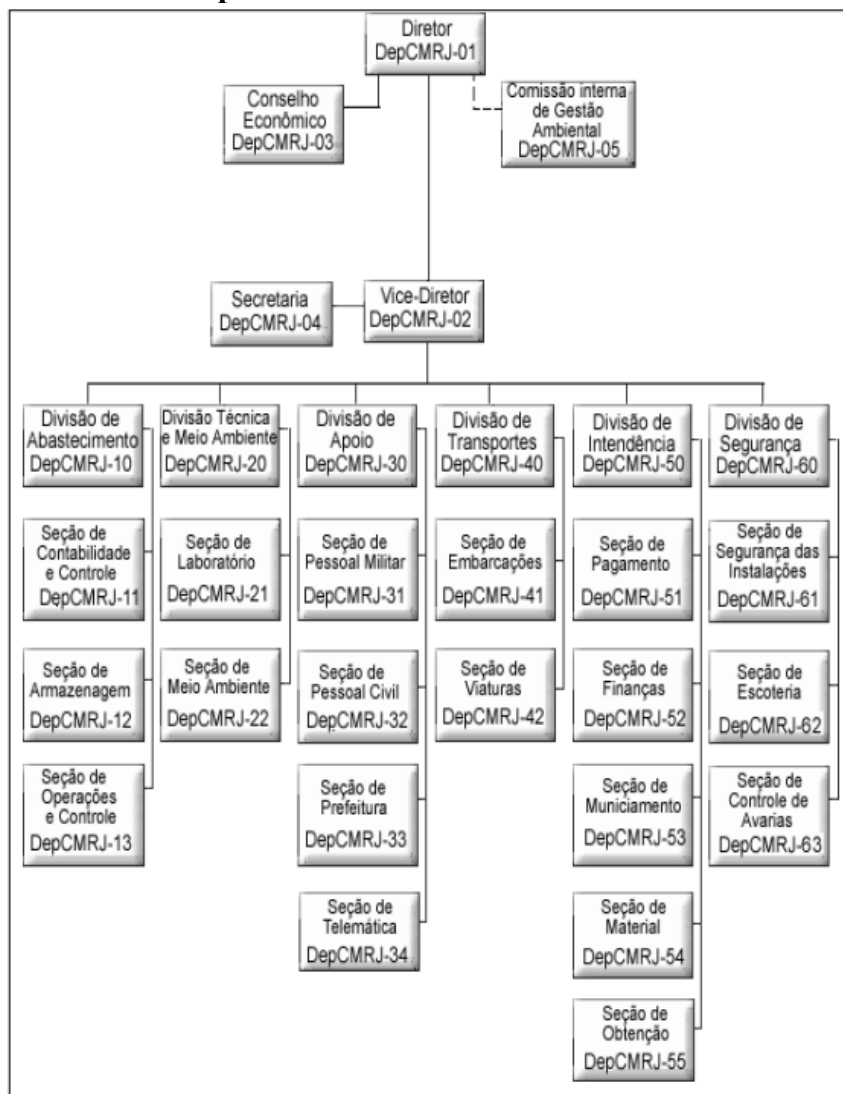 Diretor
DepCMRJ-01
Conselho
Econômico
DepCMRJ-03
Comissão interna
de Gestão
Ambiental
DepCMRJ-05
Secretaria
DepCMRJ-04
Vice-Diretor
DepCMRJ-02
Divisão de
Abastecimento
DepCMRJ-10
Divisão Técnica
e Meio Ambiente
DepCMRJ-20
Divisão de
Apoio
DepCMRJ-30
Divisão de
Transportes
DepCMRJ-40
Divisão de
Intendência
DepCMRJ-50
Divisão de
Segurança
DepCMRJ-60
Seção de
Contabilidade
e Controle
DepCMRJ-11
Seção de
Laboratório
DepCMRJ-21
Seção de
Pessoal Militar
DepCMRJ-31
Seção de
Embarcações
DepCMRJ-41
Seção de
Pagamento
DepCMRJ-51
Seção de
Segurança das
Instalações
DepCMRJ-61
Seção de
Armazenagem
DepCMRJ-12
Seção de
Meio Ambiente
DepCMRJ-22
Seção de
Pessoal Civil
DepCMRJ-32
Seção de
Viaturas
DepCMRJ-42
Seção de
Finanças
DepCMRJ-52
Seção de
Escoteria
DepCMRJ-62
Seção de
Operações
e Controle
DepCMRJ-13
Seção de
Prefeitura
DepCMRJ-33
Seção de
Municiamento
DepCMRJ-53
Seção de
Controle de
Avarias
DepCMRJ-63
Seção de
Telemática
DepCMRJ-34
Seção de
Material
DepCMRJ-54
Seção de
Obtenção
DepCMRJ-55